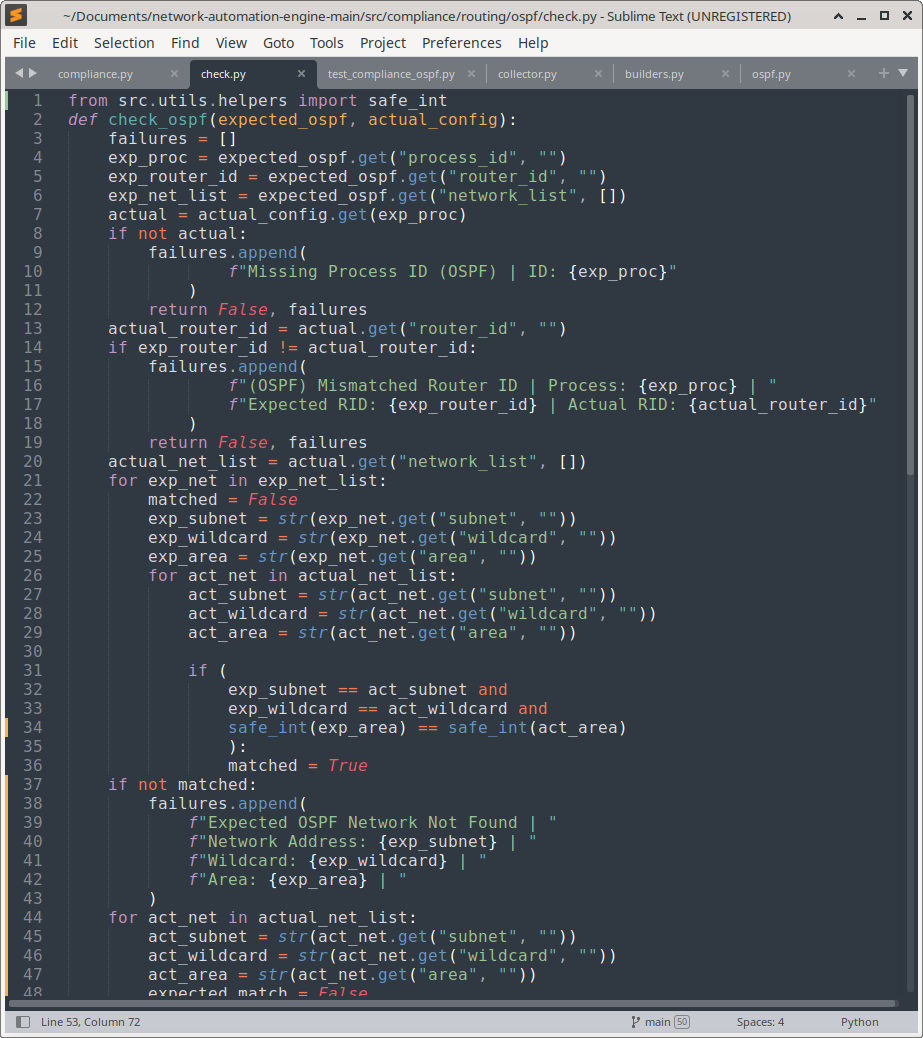 ~/Documents/network-automation-engine-main/src/compliance/routing/ospf/check.py - Sublime Text (UNREGISTERED)
File Edit Selection Find View Goto Tools Project Preferences Help
compliance.py × check.py × test_compliance_ospf.py × collector.py × builders.py × ospf.py ×
1 from src.utils.helpers import safe_int
2 def check_ospf(expected_ospf, actual_config):
3     failures = []
4     exp_proc = expected_ospf.get("process_id", "")
5     exp_router_id = expected_ospf.get("router_id", "")
6     exp_net_list = expected_ospf.get("network_list", [])
7     actual = actual_config.get(exp_proc)
8     if not actual:
9         failures.append(
10                 f"Missing Process ID (OSPF) | ID: {exp_proc}"
11             )
12         return False, failures
13     actual_router_id = actual.get("router_id", "")
14     if exp_router_id != actual_router_id:
15         failures.append(
16                 f"(OSPF) Mismatched Router ID | Process: {exp_proc} | "
17                 f"Expected RID: {exp_router_id} | Actual RID: {actual_router_id}"
18             )
19         return False, failures
20     actual_net_list = actual.get("network_list", [])
21     for exp_net in exp_net_list:
22         matched = False
23         exp_subnet = str(exp_net.get("subnet", ""))
24         exp_wildcard = str(exp_net.get("wildcard", ""))
25         exp_area = str(exp_net.get("area", ""))
26         for act_net in actual_net_list:
27             act_subnet = str(act_net.get("subnet", ""))
28             act_wildcard = str(act_net.get("wildcard", ""))
29             act_area = str(act_net.get("area", ""))
30
31             if (
32                 exp_subnet == act_subnet and
33                 exp_wildcard == act_wildcard and
34                 safe_int(exp_area) == safe_int(act_area)
35                 ):
36                 matched = True
37     if not matched:
38         failures.append(
39             f"Expected OSPF Network Not Found | "
40             f"Network Address: {exp_subnet} | "
41             f"Wildcard: {exp_wildcard} | "
42             f"Area: {exp_area} | "
43         )
44     for act_net in actual_net_list:
45         act_subnet = str(act_net.get("subnet", ""))
46         act_wildcard = str(act_net.get("wildcard", ""))
47         act_area = str(act_net.get("area", ""))
48         expected_match = False
Line 53, Column 72 main 50 Spaces: 4 Python